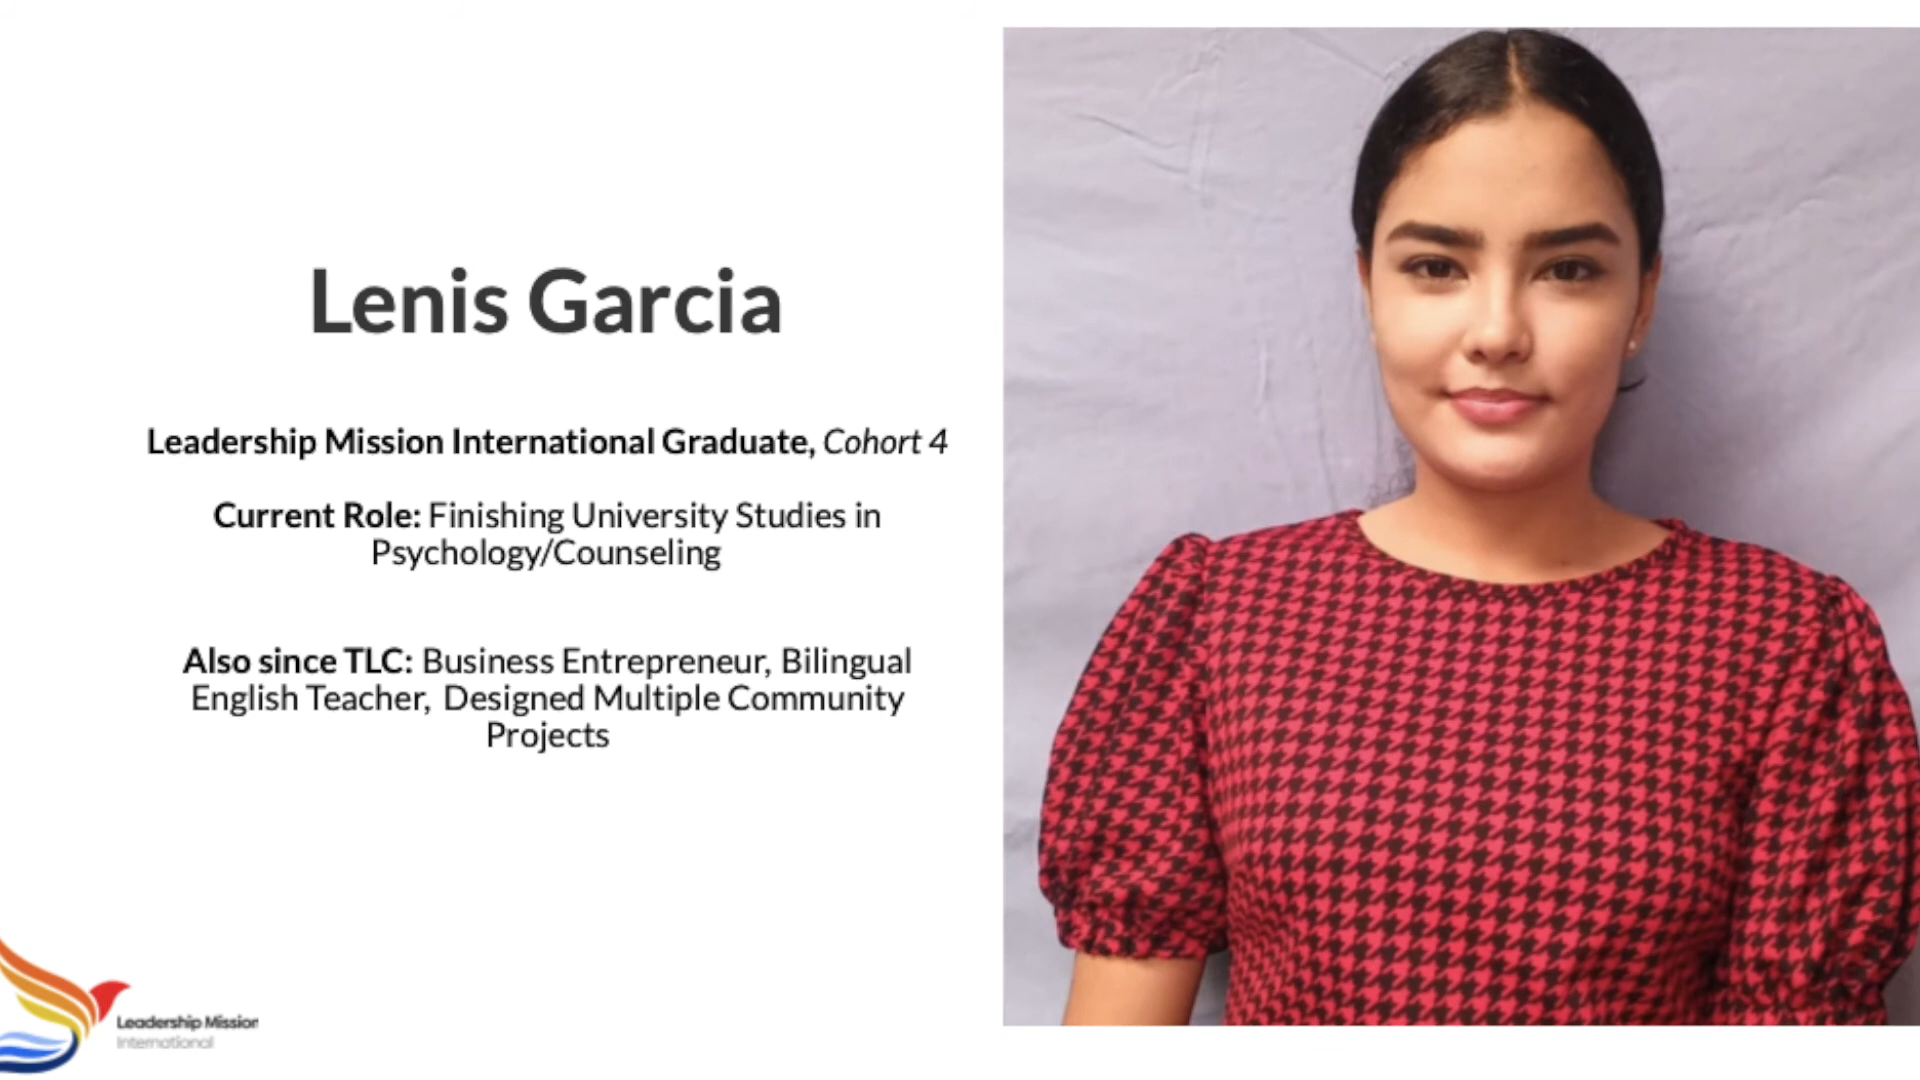 Lenis Garcia
Leadership Mission International Graduate, Cohort 4
Current Role: Finishing University Studies in
Psychology/Counseling
Also since TLC: Business Entrepreneur, Bilingual
English Teacher, Designed Multiple Community
Projects
Leadership Mission
International